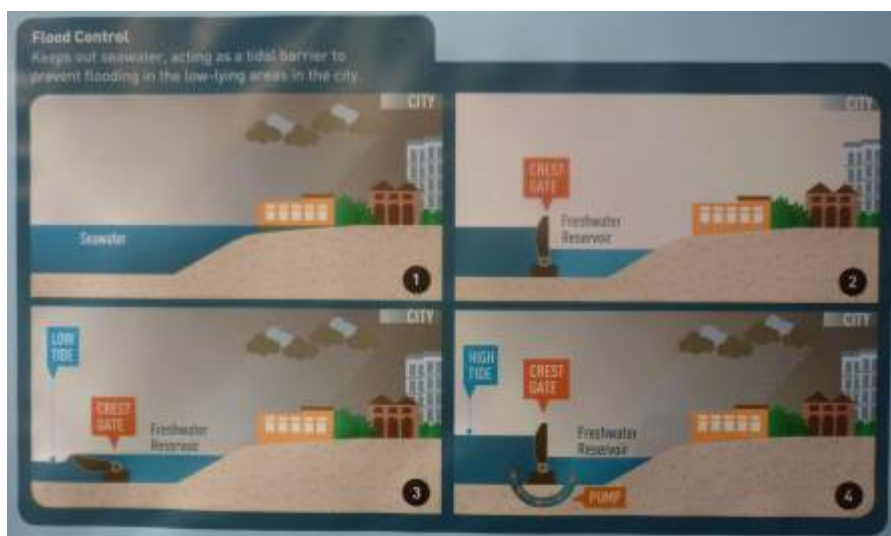 Flood Control
Keeps out seawater, acting as a tidal barrier to
prevent flooding in the low-lying areas in the city.
CITY
Seawater
1
CITY
CREST
GATE
Freshwater
Reservoir
2
CITY
LOW
TIDE
CREST
GATE
Freshwater
Reservoir
3
CITY
HIGH
TIDE
CREST
GATE
Freshwater
Reservoir
PUMP
4